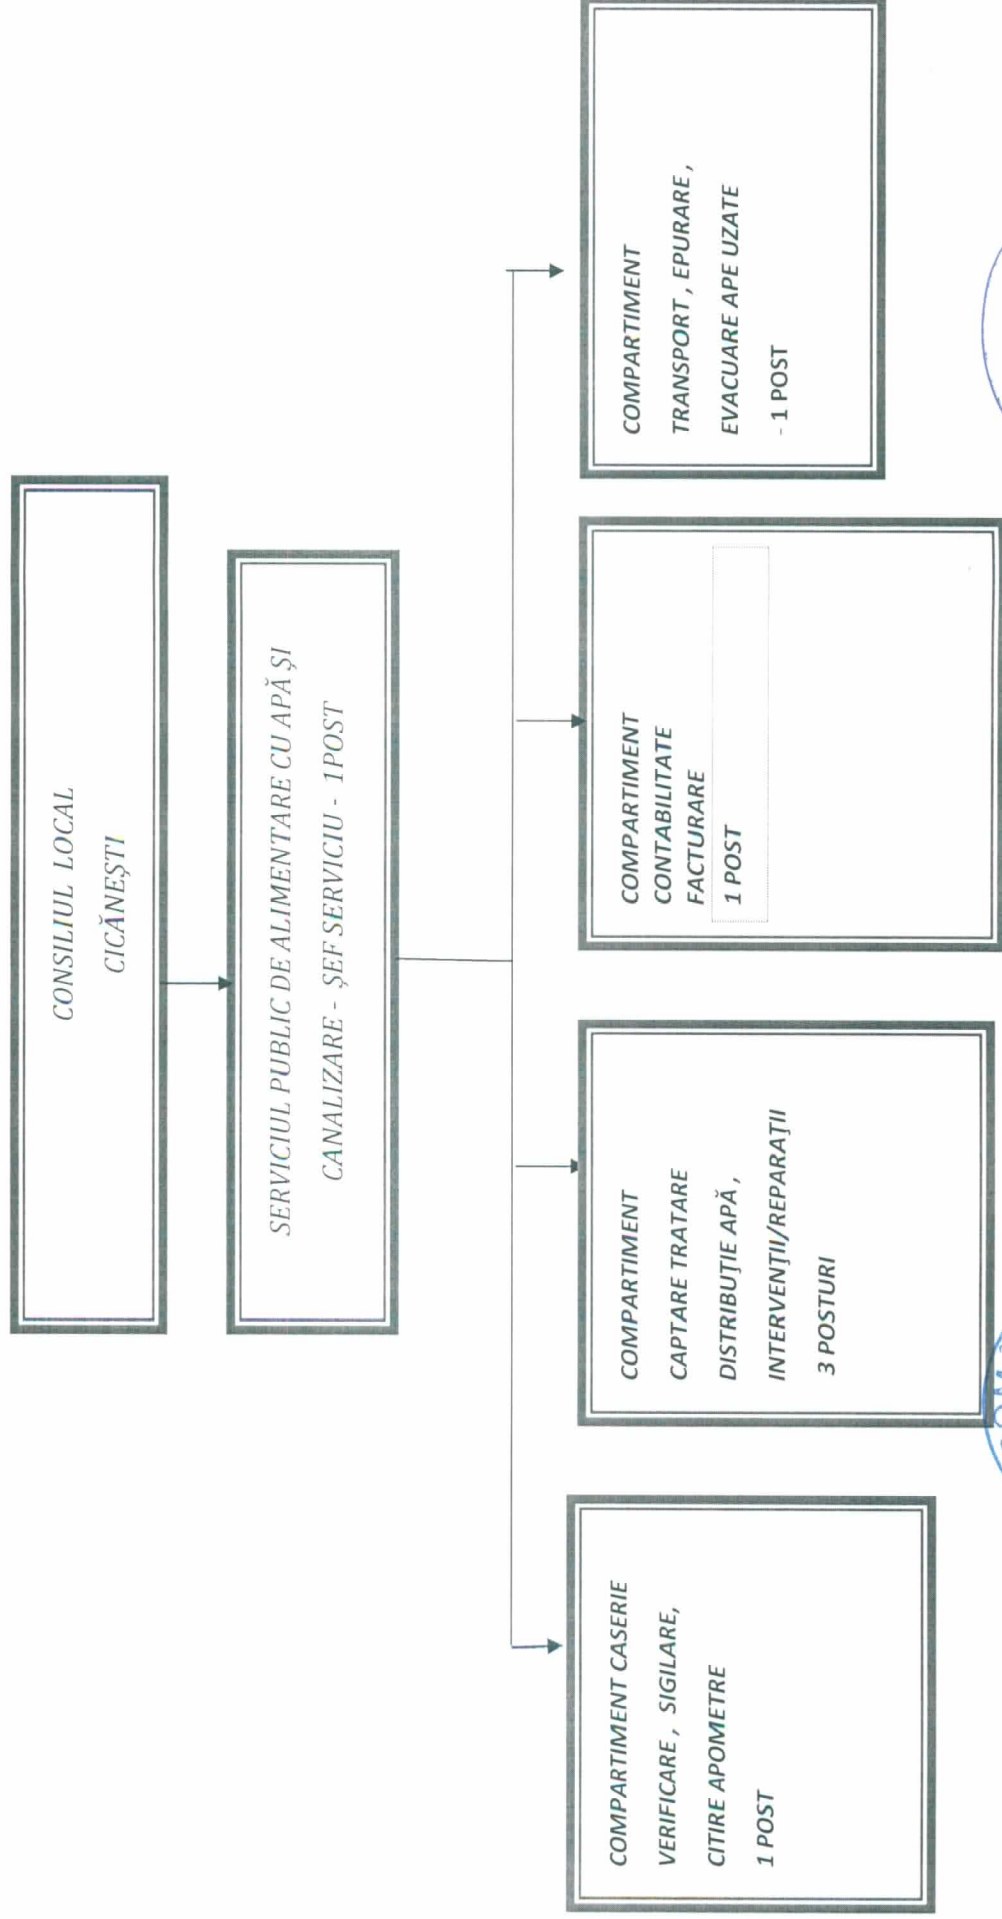 CONSILIUL LOCAL
CICĂNEȘTI
SERVICIUL PUBLIC DE ALIMENTARE CU APĂ ȘI
CANALIZARE - ȘEF SERVICIU - 1POST
COMPARTIMENT CASERIE
VERIFICARE , SIGILARE,
CITIRE APOMETRE
1 POST
COMPARTIMENT
CAPTARE TRATARE
DISTRIBUȚIE APĂ ,
INTERVENȚII/REPARAȚII
3 POSTURI
COMPARTIMENT
CONTABILITATE
FACTURARE
1 POST
COMPARTIMENT
TRANSPORT , EPURARE ,
EVACUARE APE UZATE
- 1 POST